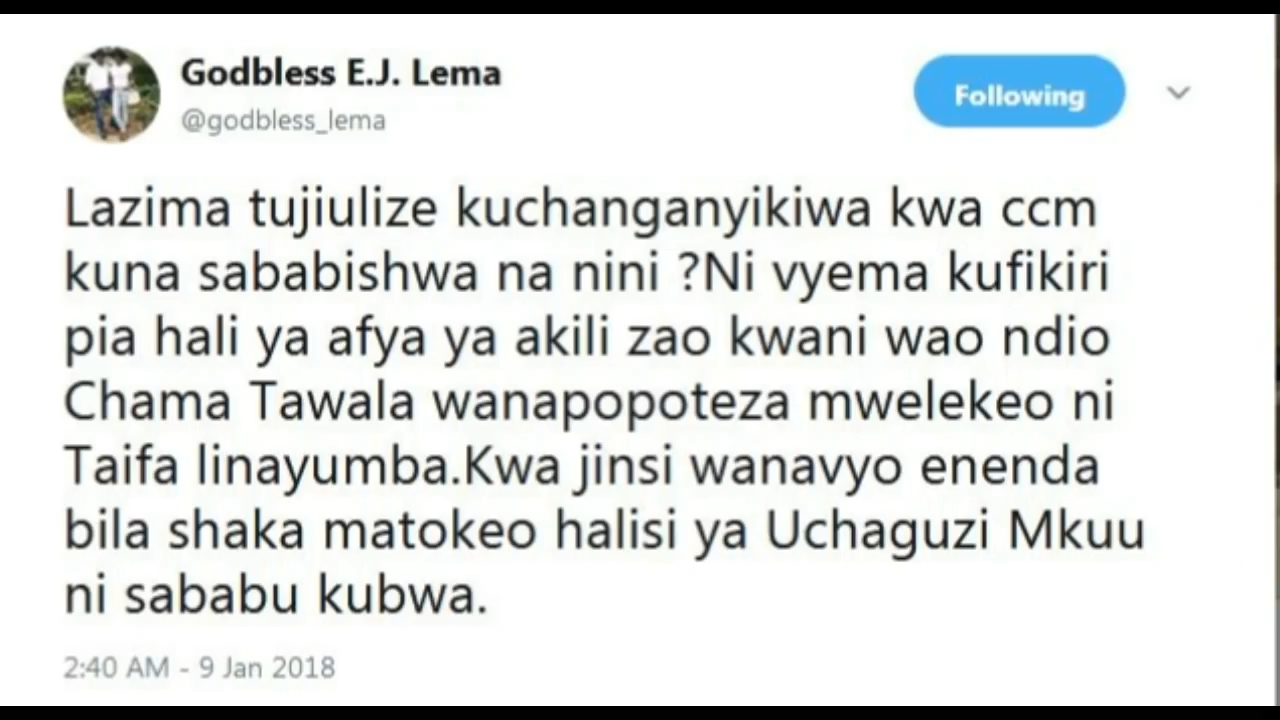 Godbless E.J. Lema
@godbless_lema
Following
Lazima tujiulize kuchanganyikiwa kwa ccm
kuna sababishwa na nini ?Ni vyema kufikiri
pia hali ya afya ya akili zao kwani wao ndio
Chama Tawala wanapopoteza mwelekeo ni
Taifa linayumba.Kwa jinsi wanavyo enenda
bila shaka matokeo halisi ya Uchaguzi Mkuu
ni sababu kubwa.
2:40 AM - 9 Jan 2018